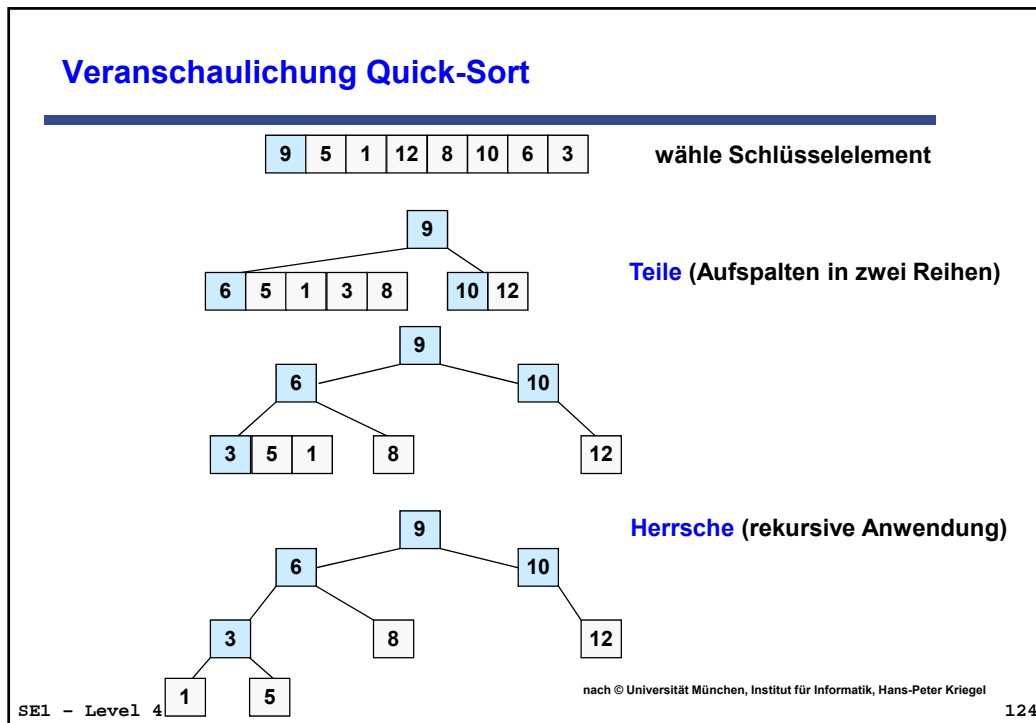 Veranschaulichung Quick-Sort
9 5 1 12 8 10 6 3 wähle Schlüsselelement
9
6 5 1 3 8 10 12 Teile (Aufspalten in zwei Reihen)
9
6 10
3 5 1 8 12
9 Herrsche (rekursive Anwendung)
6 10
3 8 12
1 5
nach © Universität München, Institut für Informatik, Hans-Peter Kriegel
SE1 – Level 4 124